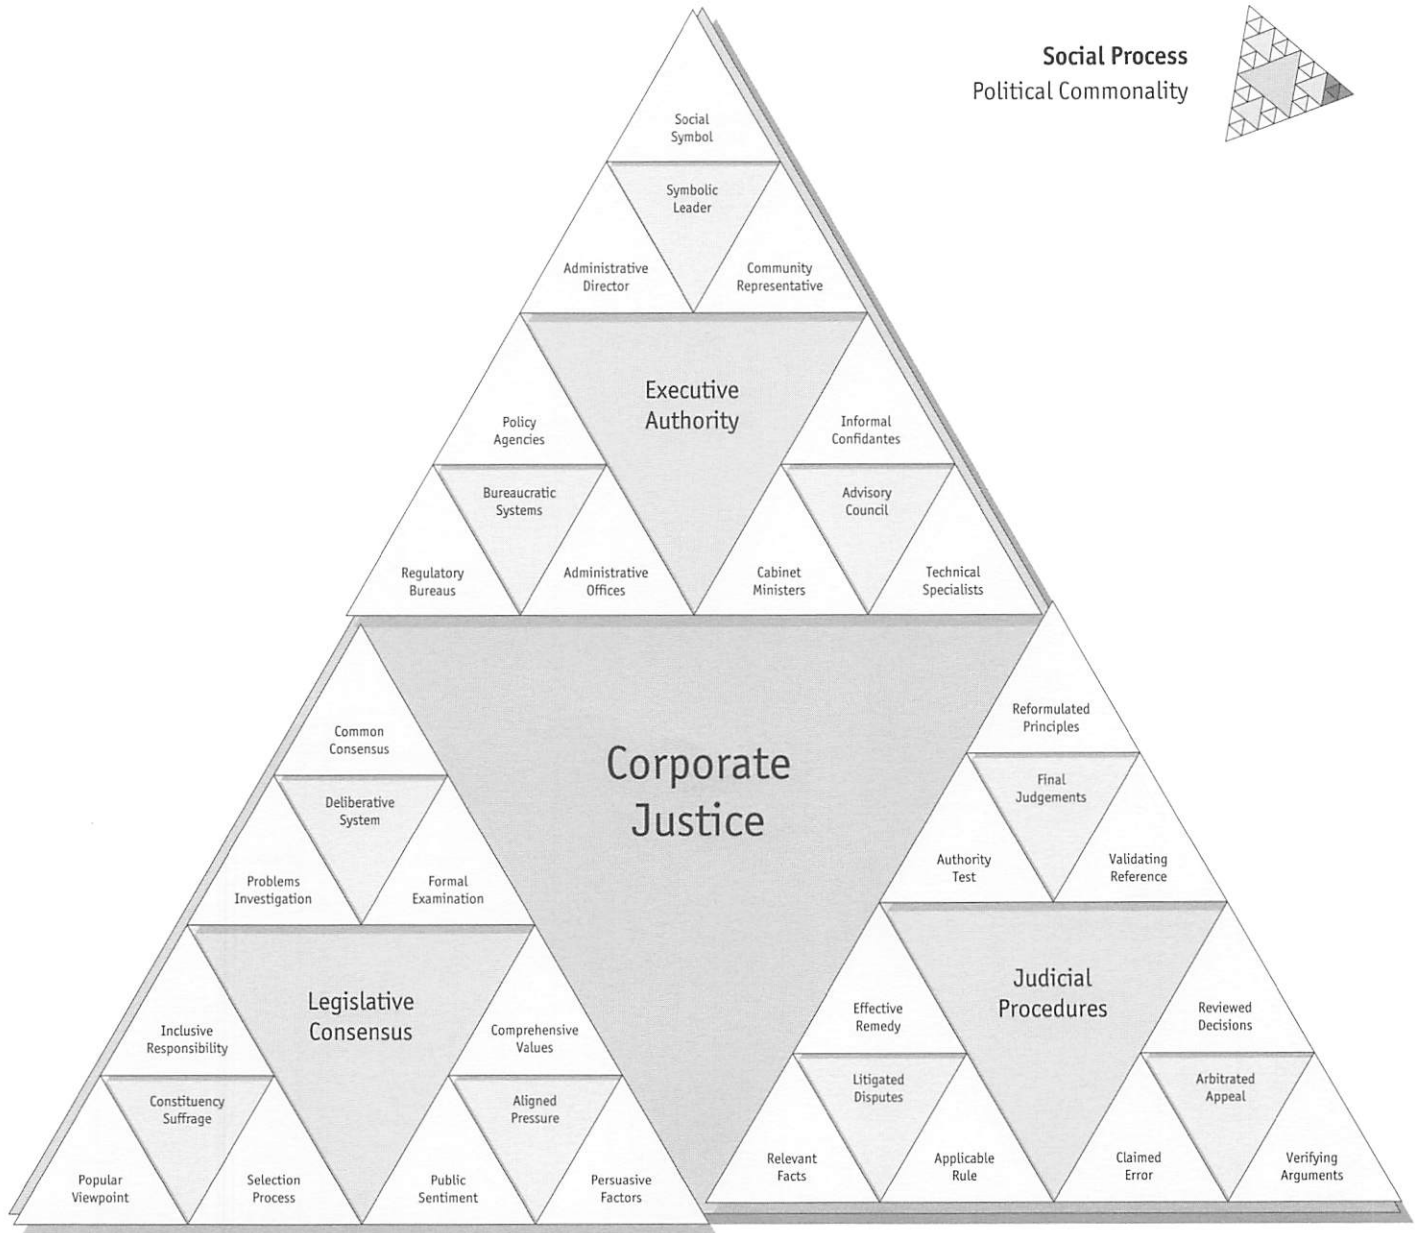 Social Process
Political Commonality
Social
Symbol
Symbolic
Leader
Administrative
Director
Community
Representative
Executive
Authority
Policy
Agencies
Informal
Confidantes
Bureaucratic
Systems
Advisory
Council
Regulatory
Bureaus
Administrative
Offices
Cabinet
Ministers
Technical
Specialists
Corporate
Justice
Common
Consensus
Deliberative
System
Problems
Investigation
Formal
Examination
Legislative
Consensus
Inclusive
Responsibility
Comprehensive
Values
Constituency
Suffrage
Aligned
Pressure
Popular
Viewpoint
Selection
Process
Public
Sentiment
Persuasive
Factors
Reformulated
Principles
Final
Judgements
Authority
Test
Validating
Reference
Judicial
Procedures
Effective
Remedy
Reviewed
Decisions
Litigated
Disputes
Arbitrated
Appeal
Relevant
Facts
Applicable
Rule
Claimed
Error
Verifying
Arguments